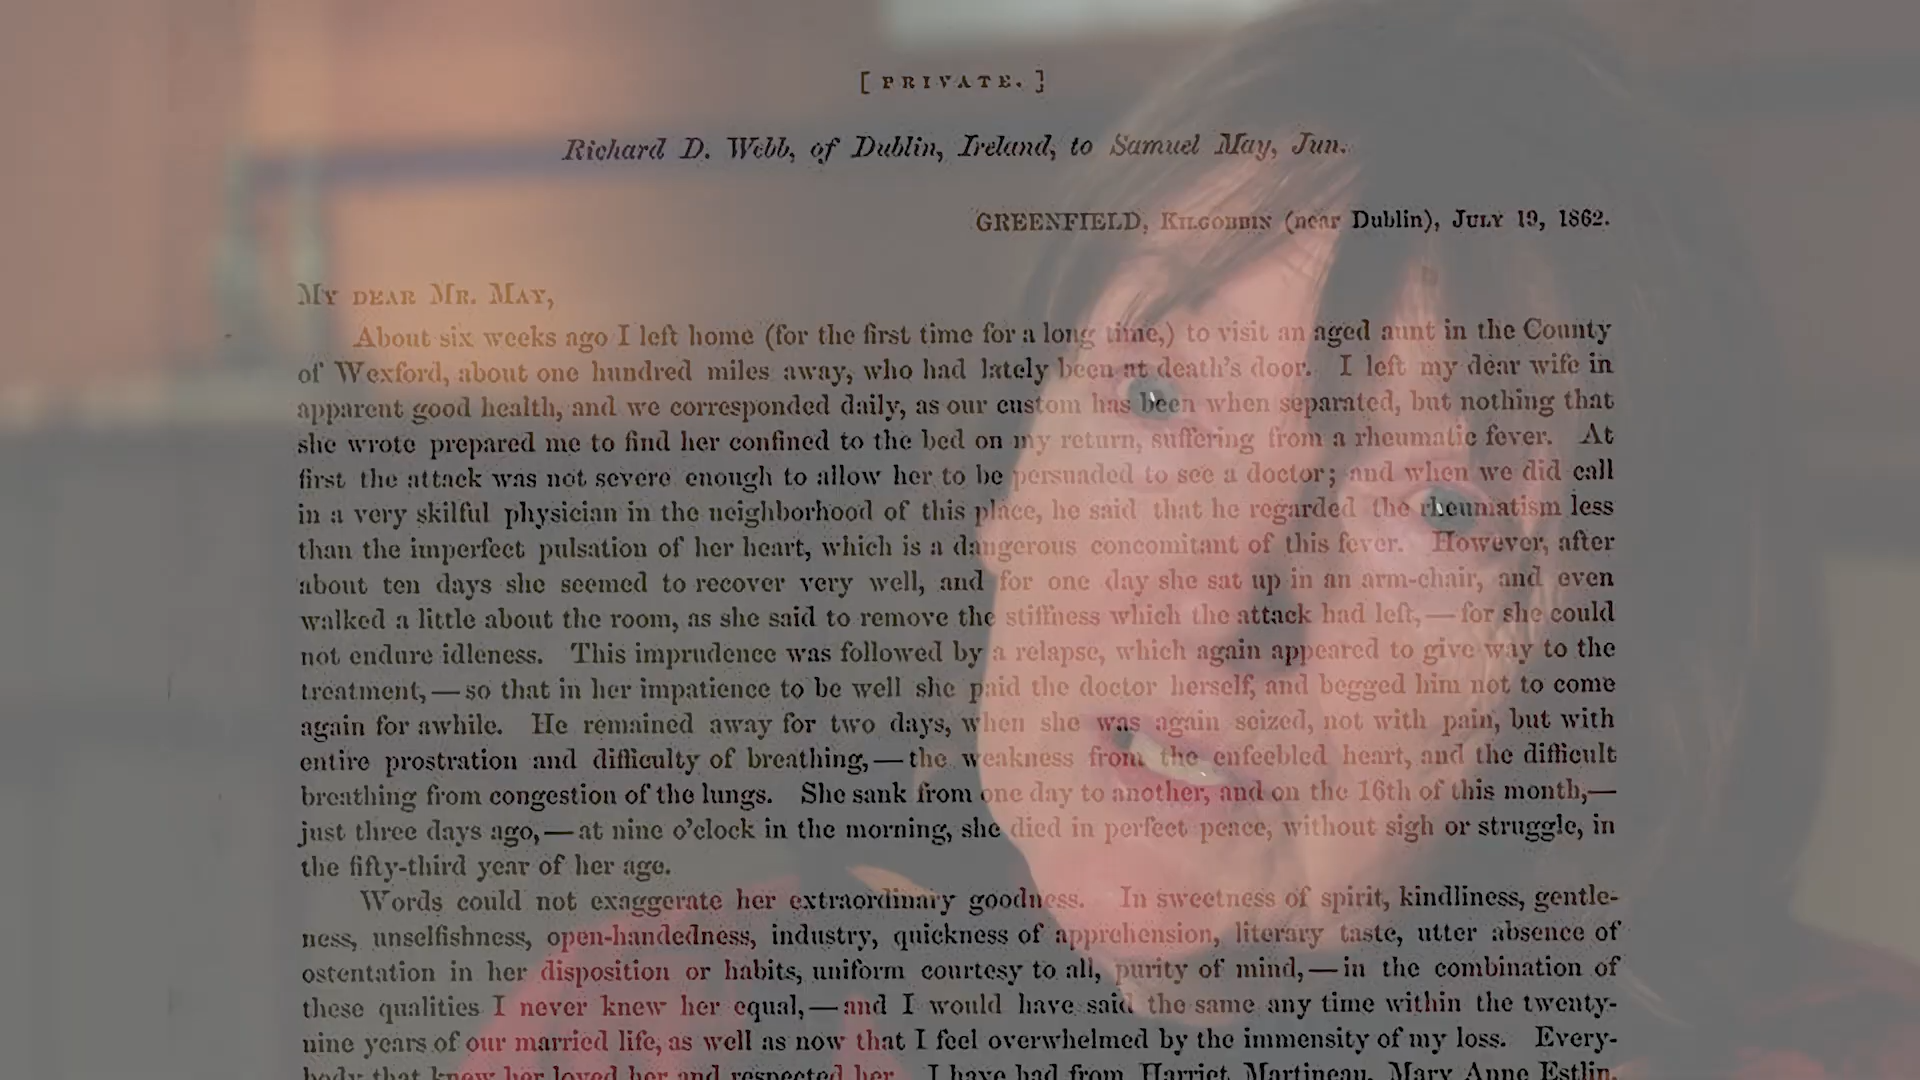 [PRIVATE.]
Richard D. Webb, of Dublin, Ireland, to Samuel May, Jun.
GREENFIELD, KILGOBBIN (near Dublin), JULY 19, 1862.
MY DEAR MR. MAY,
About six weeks ago I left home (for the first time for a long time,) to visit an aged aunt in the County
of Wexford, about one hundred miles away, who had lately been at death's door. I left my dear wife in
apparent good health, and we corresponded daily, as our custom has been when separated, but nothing that
she wrote prepared me to find her confined to the bed on my return, suffering from a rheumatic fever. At
first the attack was not severe enough to allow her to be persuaded to see a doctor; and when we did call
in a very skilful physician in the neighborhood of this place, he said that he regarded the rheumatism less
than the imperfect pulsation of her heart, which is a dangerous concomitant of this fever. However, after
about ten days she seemed to recover very well, and for one day she sat up in an arm-chair, and even
walked a little about the room, as she said to remove the stiffness which the attack had left,—for she could
not endure idleness. This imprudence was followed by a relapse, which again appeared to give way to the
treatment,—so that in her impatience to be well she paid the doctor herself, and begged him not to come
again for awhile. He remained away for two days, when she was again seized, not with pain, but with
entire prostration and difficulty of breathing,—the weakness from the enfeebled heart, and the difficult
breathing from congestion of the lungs. She sank from one day to another, and on the 16th of this month,—
just three days ago,—at nine o'clock in the morning, she died in perfect peace, without sigh or struggle, in
the fifty-third year of her age.
Words could not exaggerate her extraordinary goodness. In sweetness of spirit, kindliness, gentle-
ness, unselfishness, open-handedness, industry, quickness of apprehension, literary taste, utter absence of
ostentation in her disposition or habits, uniform courtesy to all, purity of mind,—in the combination of
these qualities I never knew her equal,—and I would have said the same any time within the twenty-
nine years of our married life, as well as now that I feel overwhelmed by the immensity of my loss. Every-
body that knew her loved her and respected her. I have had from Harriet Martineau, Mary Anne Estlin,